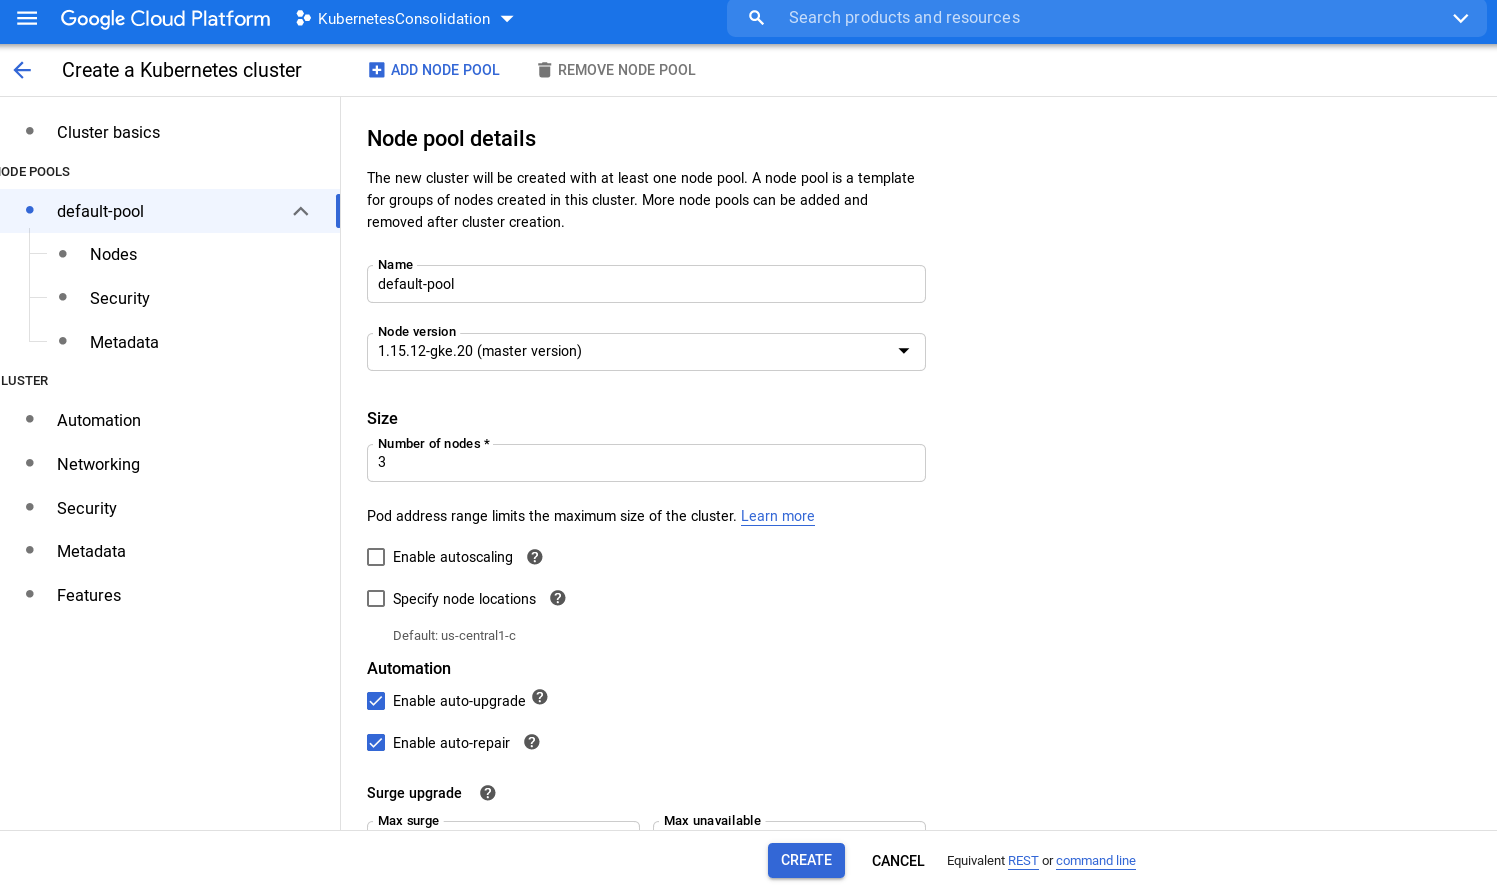 Google Cloud Platform
KubernetesConsolidation
Search products and resources
Create a Kubernetes cluster
ADD NODE POOL
REMOVE NODE POOL
Cluster basics
ODE POOLS
default-pool
Nodes
Security
Metadata
LUSTER
Automation
Networking
Security
Metadata
Features
Node pool details
The new cluster will be created with at least one node pool. A node pool is a template
for groups of nodes created in this cluster. More node pools can be added and
removed after cluster creation.
Name
default-pool
Node version
1.15.12-gke.20 (master version)
Size
Number of nodes *
3
Pod address range limits the maximum size of the cluster. Learn more
Enable autoscaling
Specify node locations
Default: us-central1-c
Automation
Enable auto-upgrade
Enable auto-repair
Surge upgrade
Max surge
Max unavailable
CREATE
CANCEL
Equivalent REST or command line